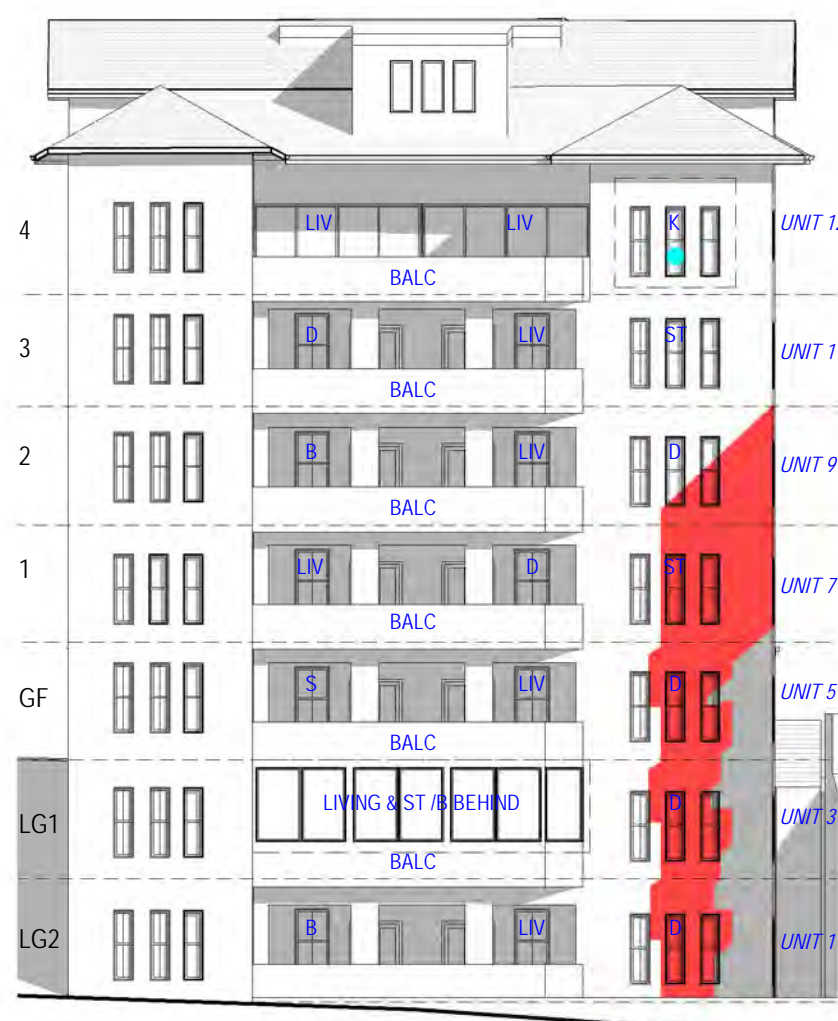 4 LIV LIV K UNIT 12
BALC
3 D LIV ST UNIT 1
BALC
2 B LIV D UNIT 9
BALC
1 LIV D ST UNIT 7
BALC
GF S LIV D UNIT 5
BALC
LG1 LIVING & ST /B BEHIND D UNIT 3
BALC
LG2 B LIV D UNIT 1